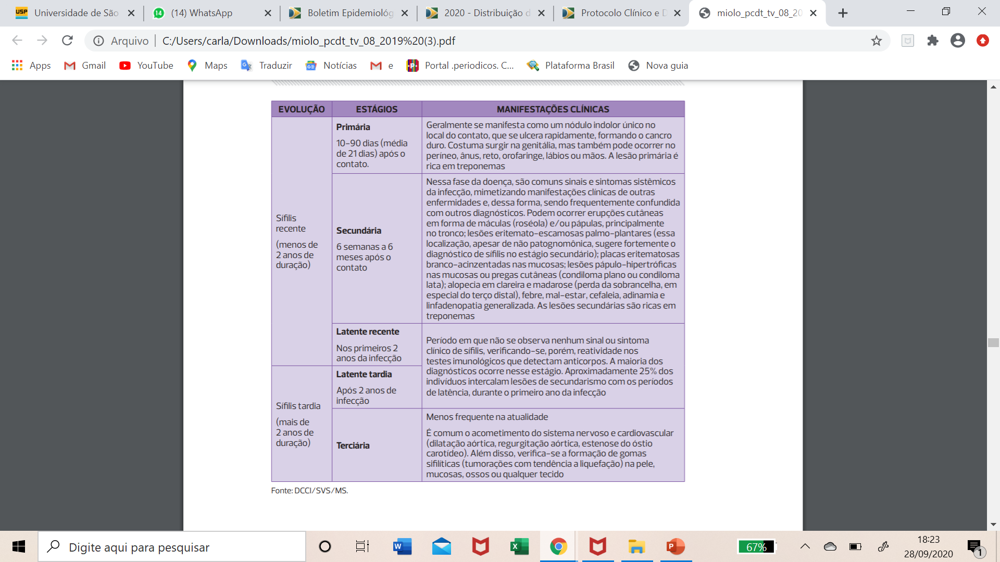 Universidade de São
(14) WhatsApp
Boletim Epidemiológ
2020 - Distribuição d
Protocolo Clínico e D
miolo_pcdt_tv_08_20
Arquivo
C:/Users/carla/Downloads/miolo_pcdt_tv_08_2019%20(3).pdf
Apps
Gmail
YouTube
Maps
Traduzir
Notícias
e
Portal .periodicos. C...
Plataforma Brasil
Nova guia
EVOLUÇÃO
ESTÁGIOS
MANIFESTAÇÕES CLÍNICAS
Sífilis
recente
(menos de
2 anos de
duração)
Primária
10-90 dias (média
de 21 dias) após o
contato.
Geralmente se manifesta como um nódulo indolor único no
local do contato, que se ulcera rapidamente, formando o cancro
duro. Costuma surgir na genitália, mas também pode ocorrer no
períneo, ânus, reto, orofaringe, lábios ou mãos. A lesão primária é
rica em treponemas
Secundária
6 semanas a 6
meses após o
contato
Nessa fase da doença, são comuns sinais e sintomas sistêmicos
da infecção, mimetizando manifestações clínicas de outras
enfermidades e, dessa forma, sendo frequentemente confundida
com outros diagnósticos. Podem ocorrer erupções cutâneas
em forma de máculas (roséola) e/ou pápulas, principalmente
no tronco; lesões eritemato-escamosas palmo-plantares (essa
localização, apesar de não patognomônica, sugere fortemente o
diagnóstico de sífilis no estágio secundário); placas eritematosas
branco-acinzentadas nas mucosas; lesões pápulo-hipertróficas
nas mucosas ou pregas cutâneas (condiloma plano ou condiloma
lata); alopecia em clareira e madarose (perda da sobrancelha, em
especial do terço distal), febre, mal-estar, cefaleia, adinamia e
linfadenopatia generalizada. As lesões secundárias são ricas em
treponemas
Latente recente
Nos primeiros 2
anos da infecção
Período em que não se observa nenhum sinal ou sintoma
clínico de sífilis, verificando-se, porém, reatividade nos
testes imunológicos que detectam anticorpos. A maioria dos
diagnósticos ocorre nesse estágio. Aproximadamente 25% dos
indivíduos intercalam lesões de secundarismo com os períodos
de latência, durante o primeiro ano da infecção
Sífilis tardia
(mais de
2 anos de
duração)
Latente tardia
Após 2 anos de
infecção
Terciária
Menos frequente na atualidade
É comum o acometimento do sistema nervoso e cardiovascular
(dilatação aórtica, regurgitação aórtica, estenose do óstio
carotídeo). Além disso, verifica-se a formação de gomas
sifilíticas (tumorações com tendência a liquefação) na pele,
mucosas, ossos ou qualquer tecido
Fonte: DCCI/SVS/MS.
Digite aqui para pesquisar
67%
18:23
28/09/2020
1